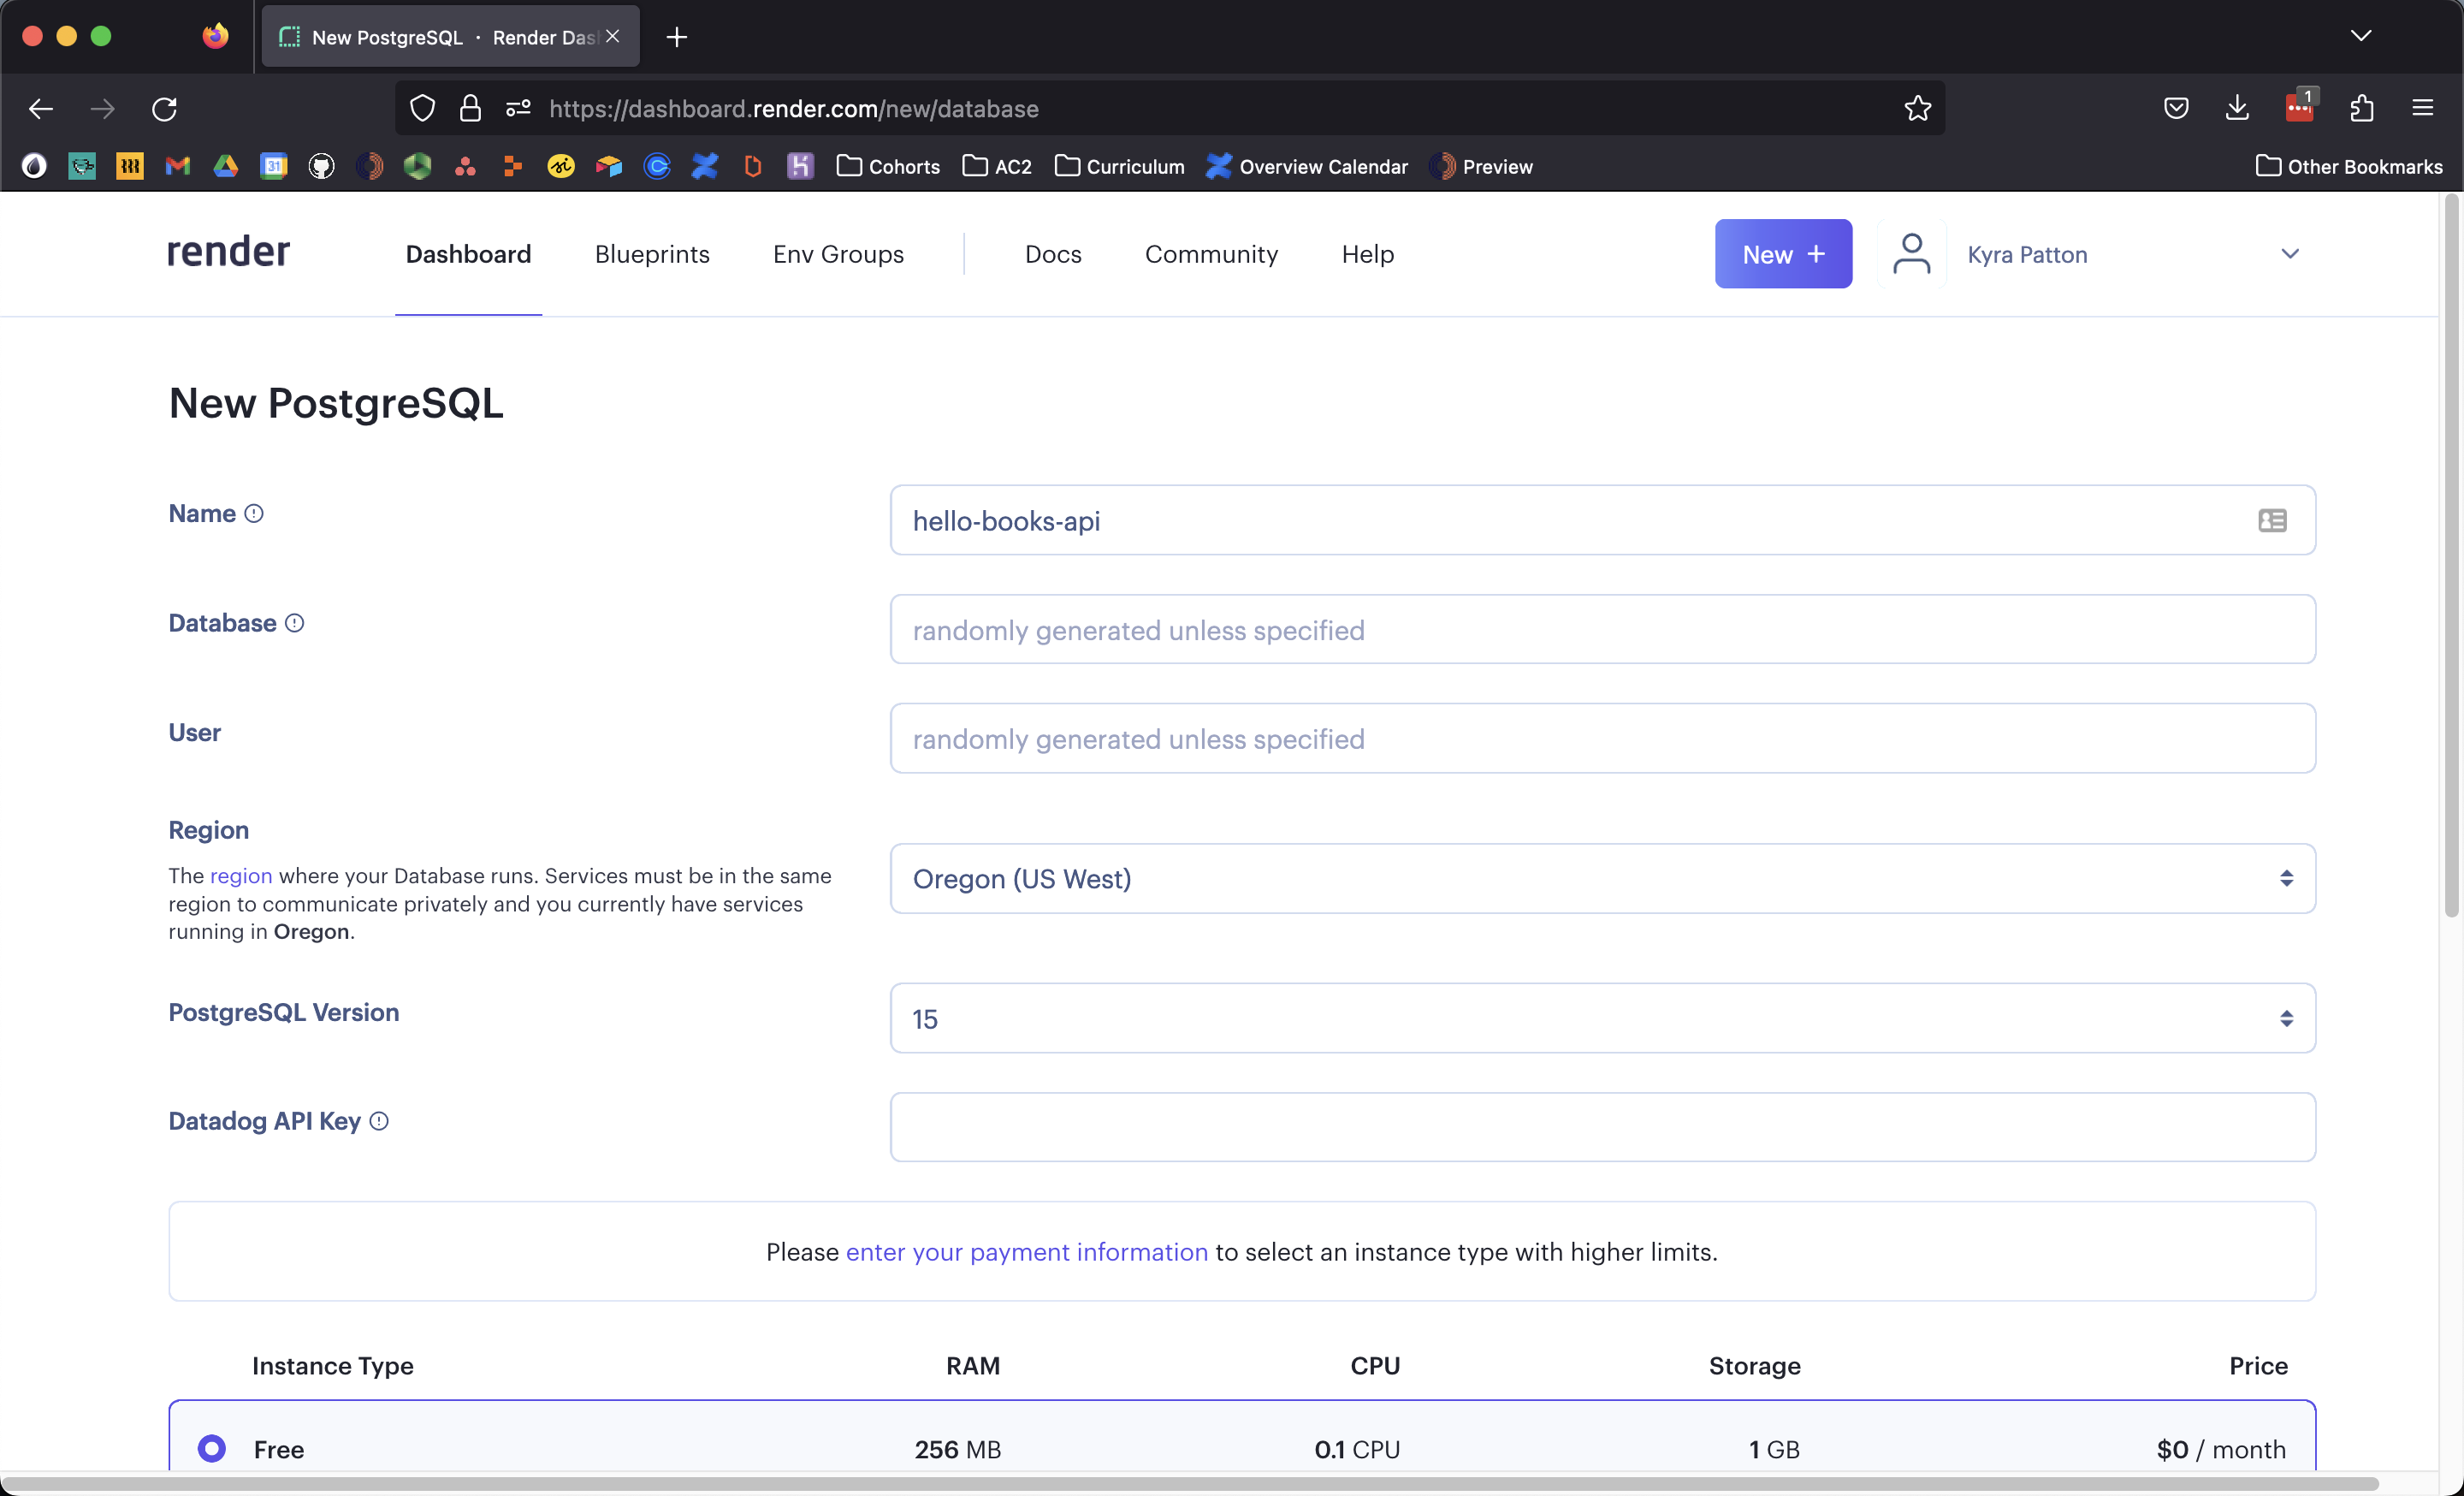 New PostgreSQL · Render Das
https://dashboard.render.com/new/database
1
31
Cohorts
AC2
Curriculum
Overview Calendar
Preview
Other Bookmarks
render
Dashboard
Blueprints
Env Groups
Docs
Community
Help
New +
Kyra Patton
New PostgreSQL
Name
hello-books-api
Database
randomly generated unless specified
User
randomly generated unless specified
Region
The region where your Database runs. Services must be in the same
region to communicate privately and you currently have services
running in Oregon.
Oregon (US West)
PostgreSQL Version
15
Datadog API Key
Please enter your payment information to select an instance type with higher limits.
Instance Type RAM CPU Storage Price
Free 256 MB 0.1 CPU 1 GB $0 / month